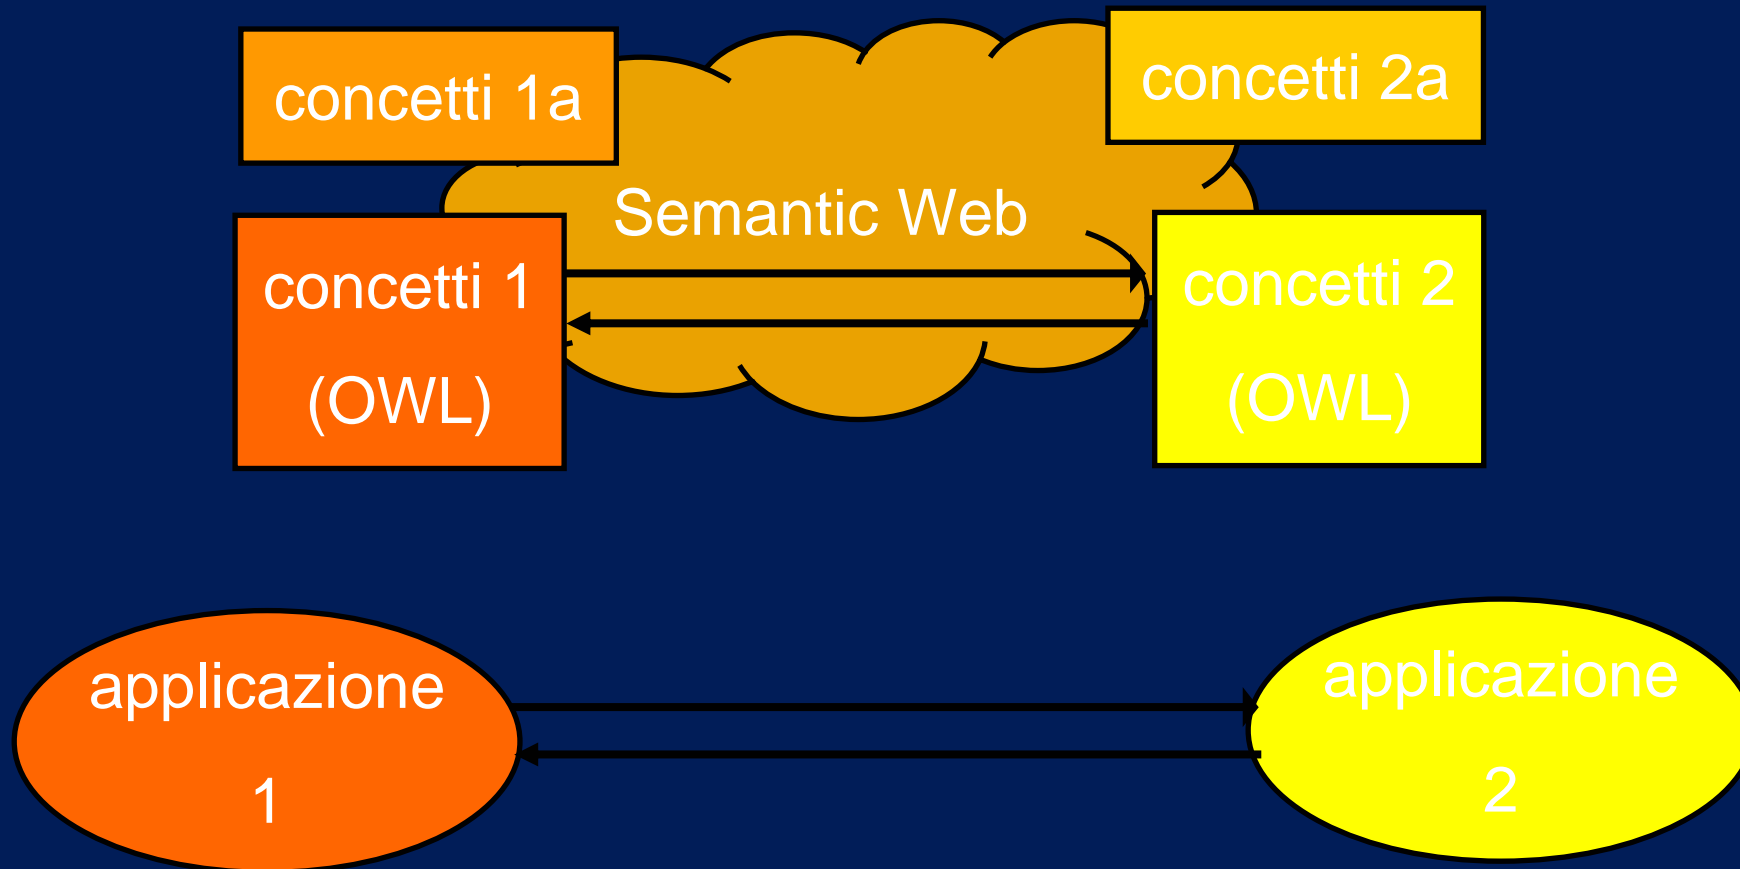 concetti 1a
concetti 2a
Semantic Web
concetti 1
(OWL)
concetti 2
(OWL)
applicazione
1
applicazione
2